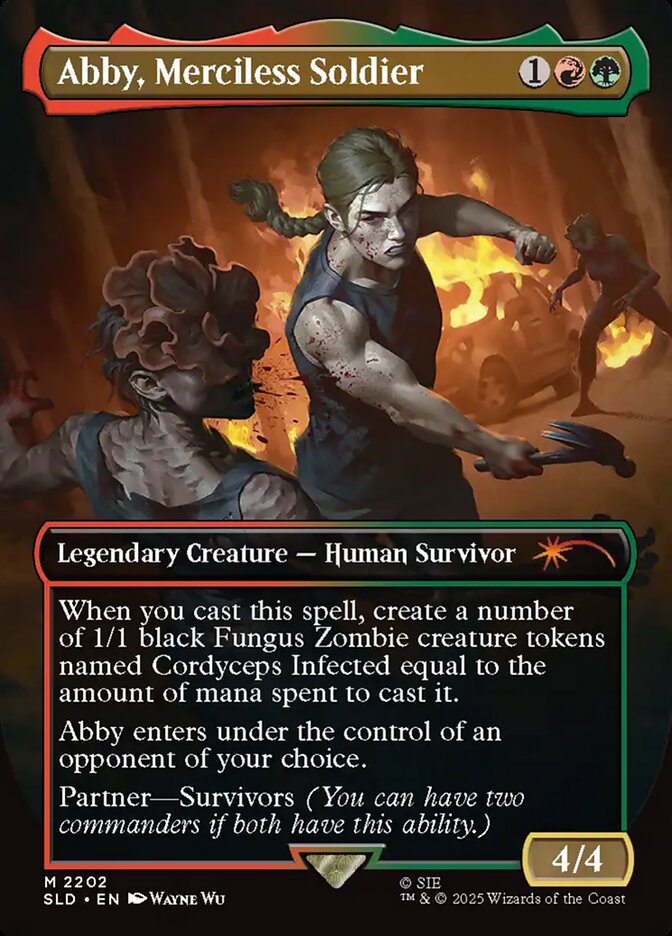 Abby, Merciless Soldier 1
Legendary Creature — Human Survivor
When you cast this spell, create a number
of 1/1 black Fungus Zombie creature tokens
named Cordyceps Infected equal to the
amount of mana spent to cast it.
Abby enters under the control of an
opponent of your choice.
Partner—Survivors (You can have two
commanders if both have this ability.)
4/4
M 2202
SLD • EN Wayne Wu
© SIE
™ & © 2025 Wizards of the Coast